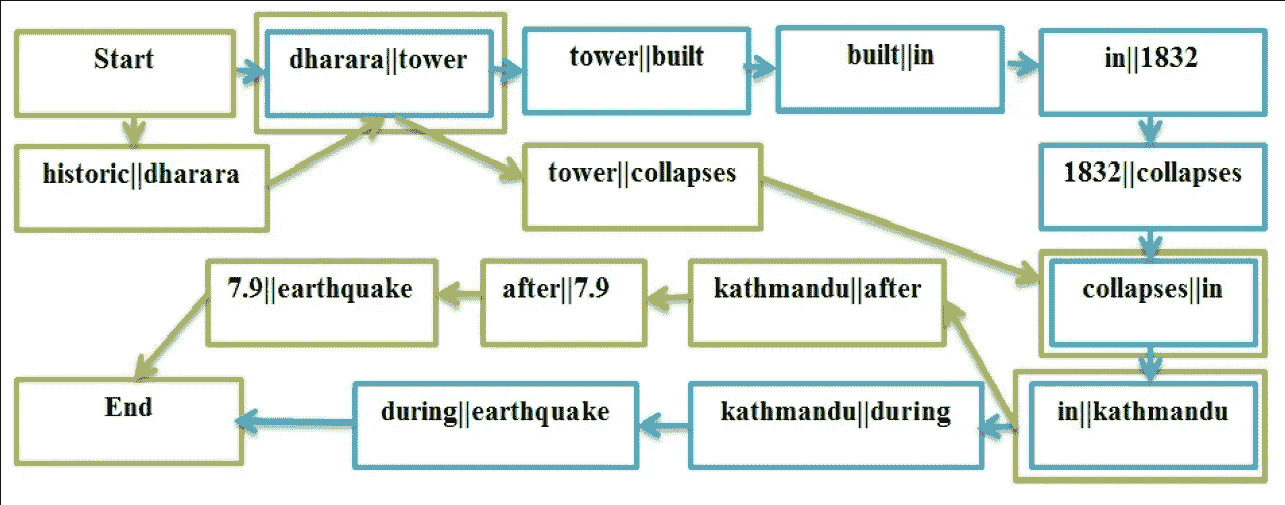 Start
dharara||tower
tower||built
built||in
in||1832
historic||dharara
tower||collapses
1832||collapses
7.9||earthquake
after||7.9
kathmandu||after
collapses||in
End
during||earthquake
kathmandu||during
in||kathmandu